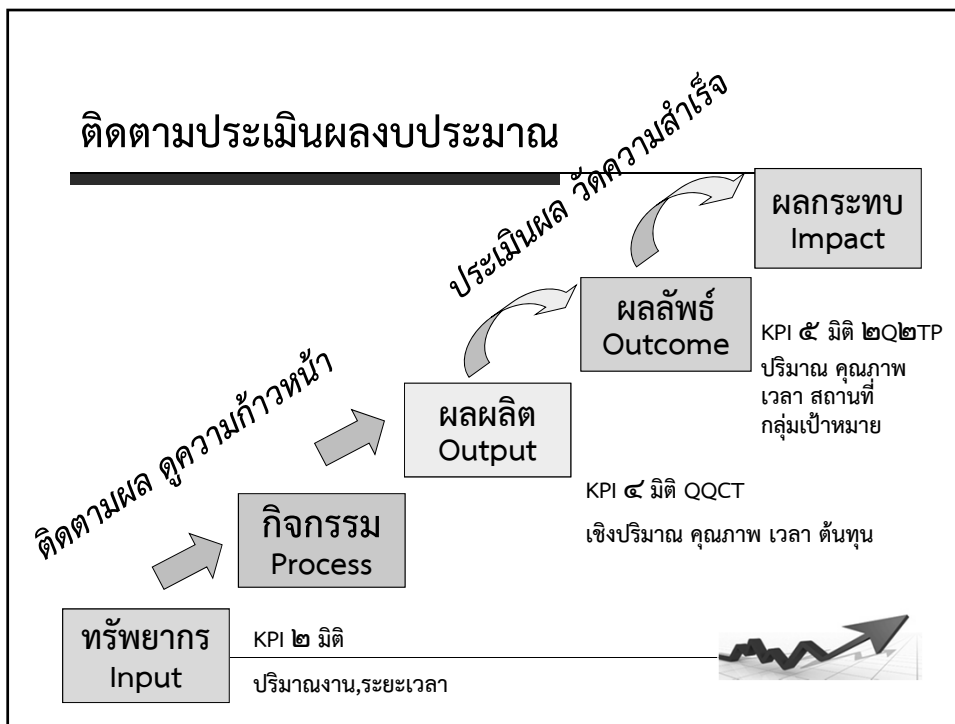 ติดตามประเมินผลงบประมาณ
ประเมินผล วัดความสำเร็จ
ผลกระทบ
Impact
ผลลัพธ์
Outcome
KPI ๕ มิติ ๒Q๒TP
ปริมาณ คุณภาพ
เวลา สถานที่
กลุ่มเป้าหมาย
ติดตามผล ดูความก้าวหน้า
ผลผลิต
Output
KPI ๔ มิติ QQCT
เชิงปริมาณ คุณภาพ เวลา ต้นทุน
กิจกรรม
Process
ทรัพยากร
Input
KPI ๒ มิติ
ปริมาณงาน,ระยะเวลา